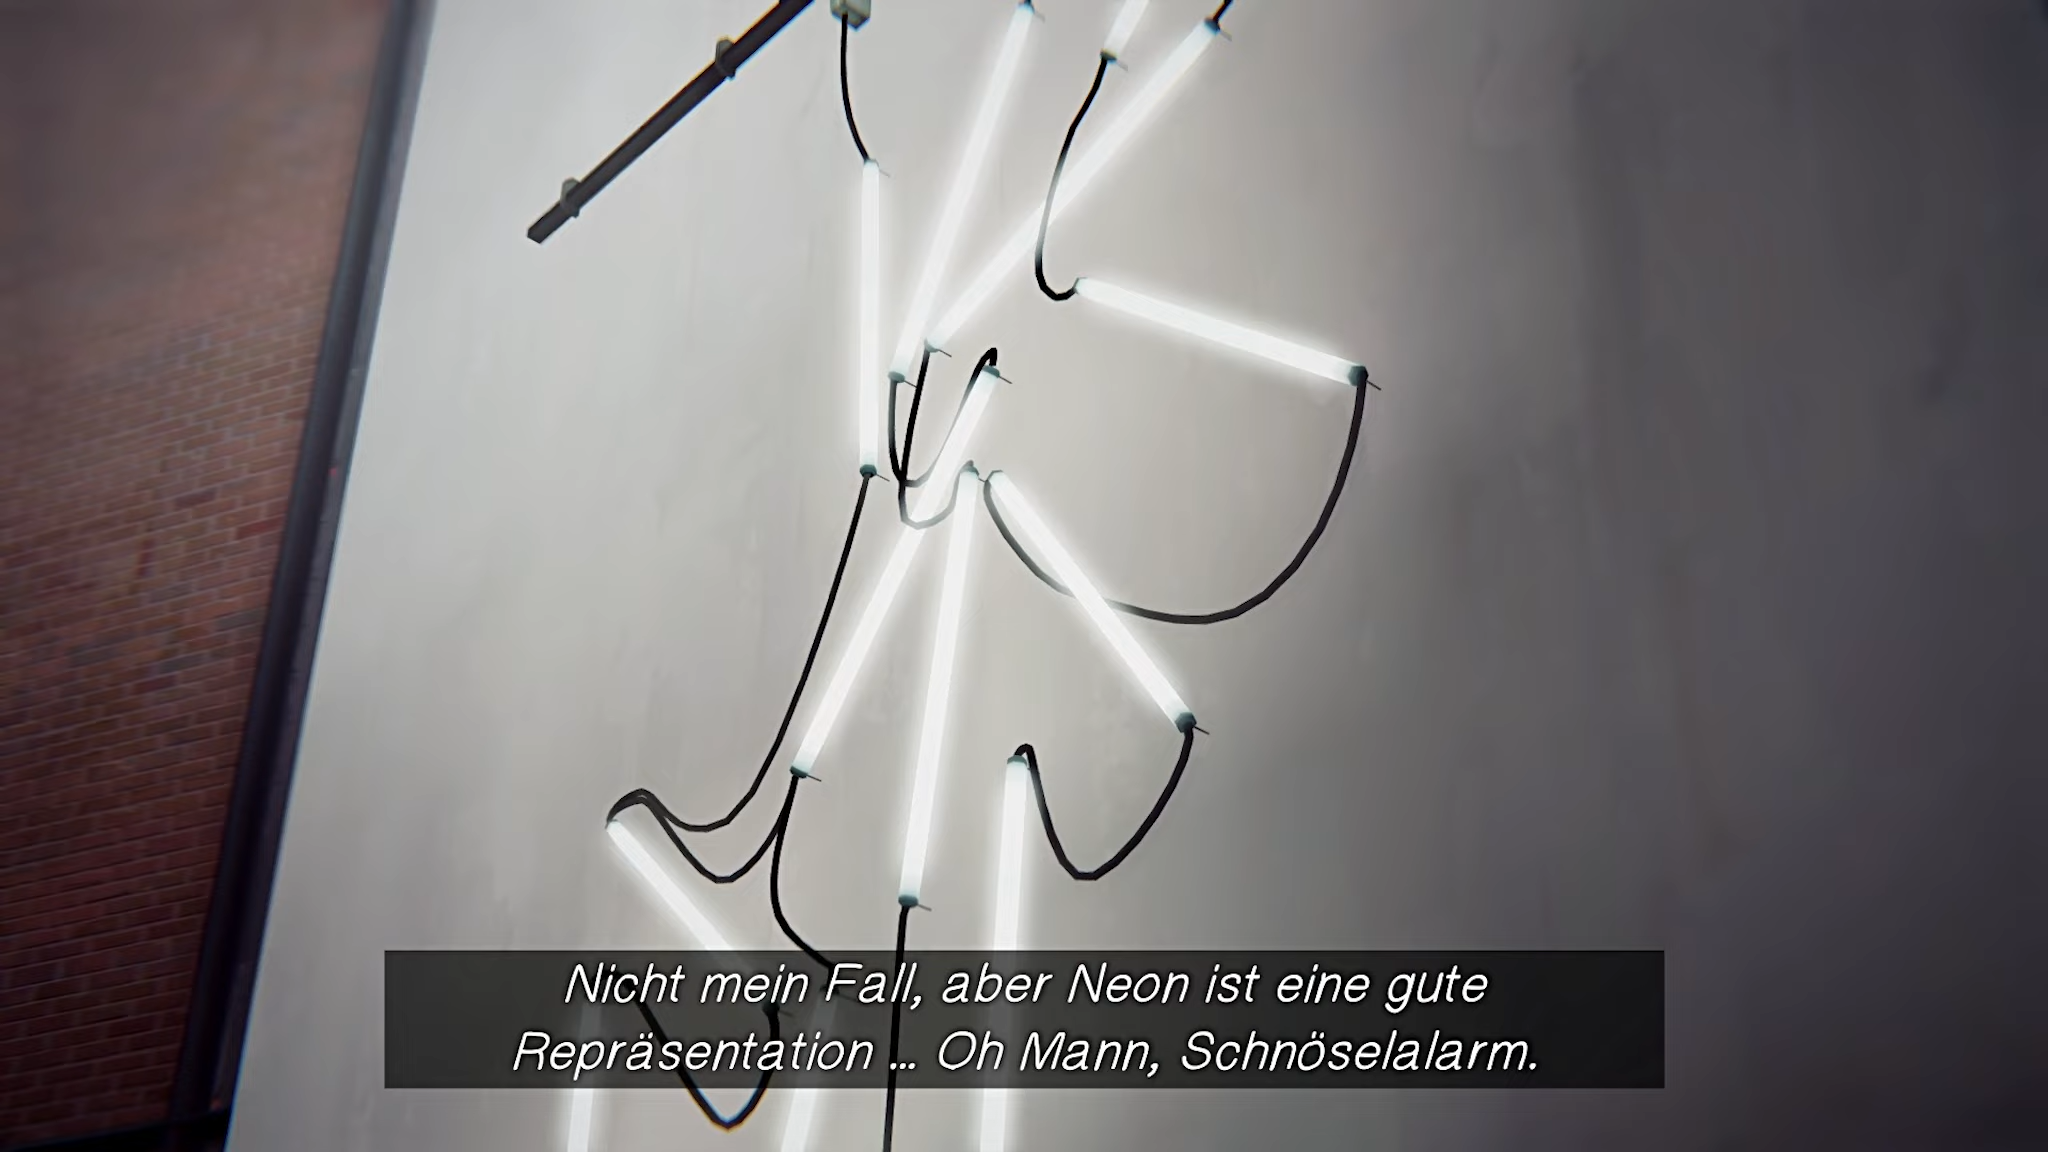 Nicht mein Fall, aber Neon ist eine gute
Repräsentation ... Oh Mann, Schnöselalarm.